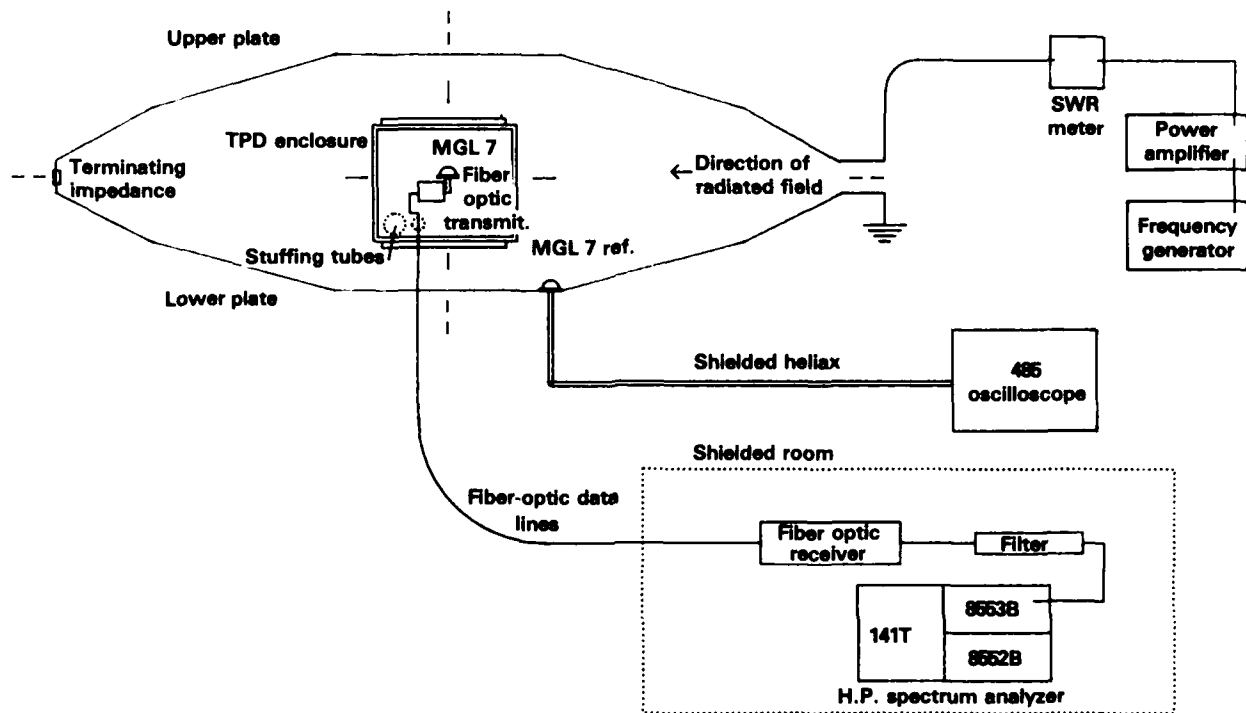 Upper plate
SWR
meter
Power
amplifier
TPD enclosure
MGL 7
Terminating
impedance
Fiber
optic
transmit.
←Direction of
radiated field
Frequency
generator
Stuffing tubes
MGL 7 ref.
Lower plate
Shielded heliax
485
oscilloscope
Shielded room
Fiber-optic data
lines
Fiber optic
receiver
Filter
141T
8553B
8552B
H.P. spectrum analyzer